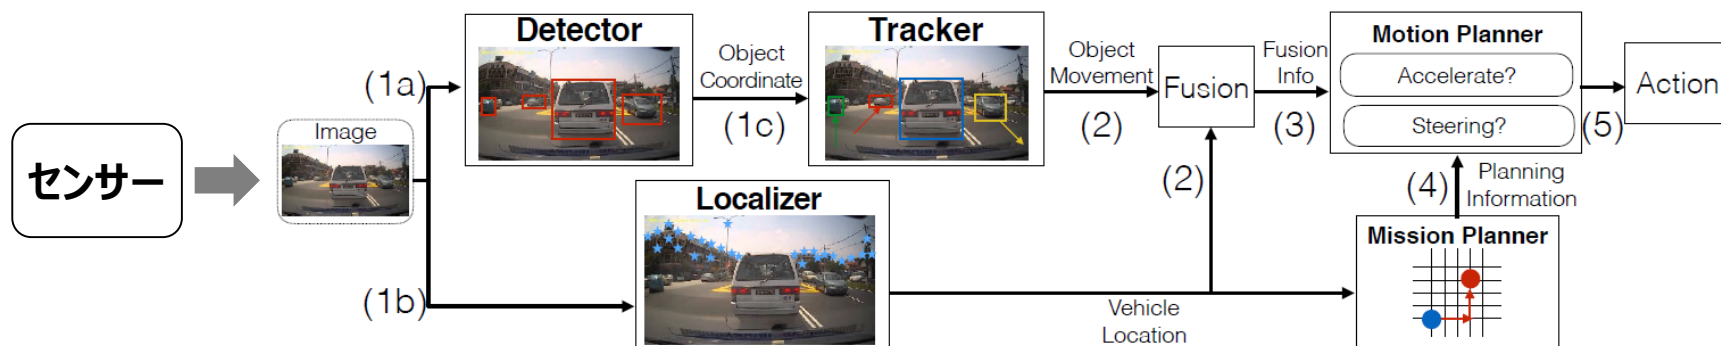 センサー
Image
(1a)
(1b)
Detector
Object
Coordinate
(1c)
Tracker
Object
Movement
(2)
Localizer
Vehicle
Location
(2)
Fusion
Fusion
Info
(3)
Motion Planner
Accelerate?
Steering?
(4)
Planning
Information
Mission Planner
(5)
Action